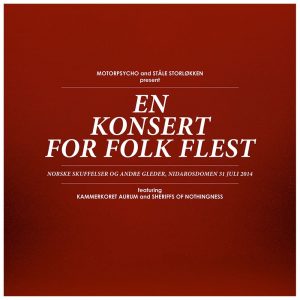 MOTORPSYCHO and STÅLE STORLØKKEN
present
EN
KONSERT
FOR FOLK FLEST
NORSKE SKUFFELSER OG ANDRE GLEDER, NIDAROSDOMEN 31 JULI 2014
featuring
KAMMERKORET AURUM and SHERIFFS OF NOTHINGNESS